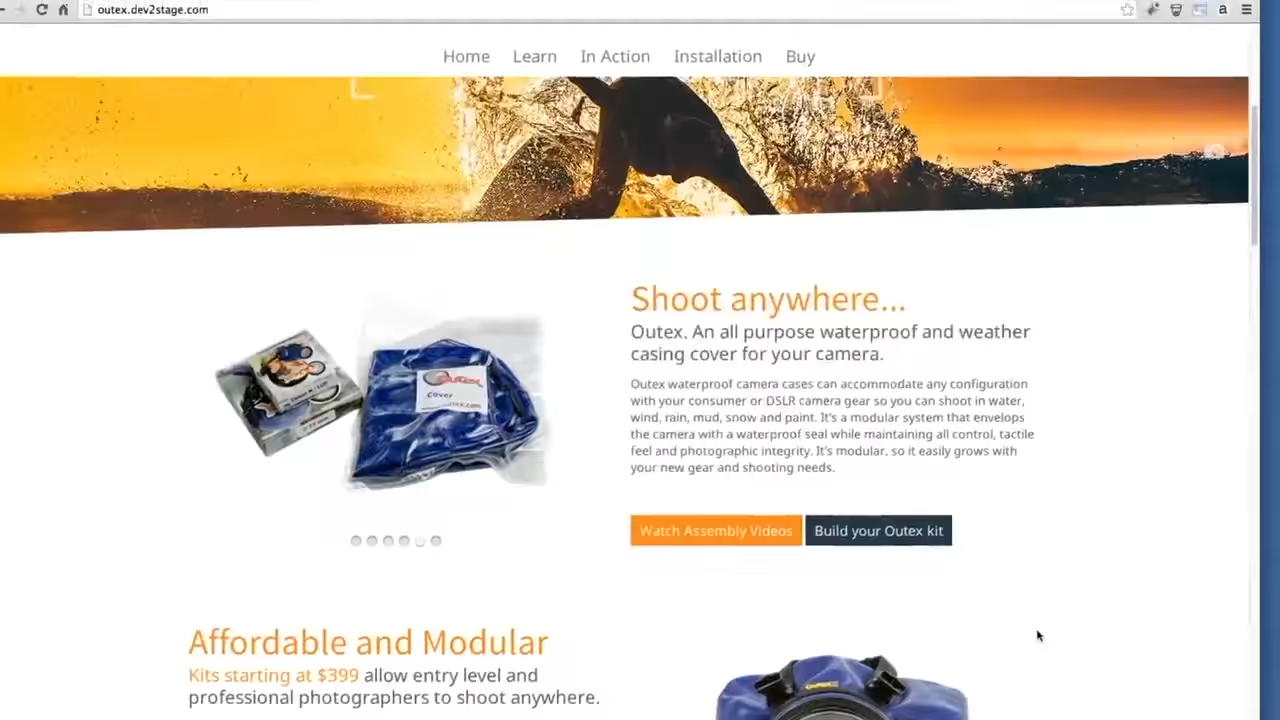 outex.dev2stage.com
a
Home Learn In Action Installation Buy
Shoot anywhere...
Outex. An all purpose waterproof and weather
casing cover for your camera.
Outex waterproof camera cases can accommodate any configuration
with your consumer or DSLR camera gear so you can shoot in water,
wind, rain, mud, snow and paint. It's a modular system that envelops
the camera with a waterproof seal while maintaining all control, tactile
feel and photographic integrity. It's modular, so it easily grows with
your new gear and shooting needs.
OUTEX
Cover
Watch Assembly Videos Build your Outex kit
Affordable and Modular
Kits starting at $399 allow entry level and
professional photographers to shoot anywhere.
OUTEX